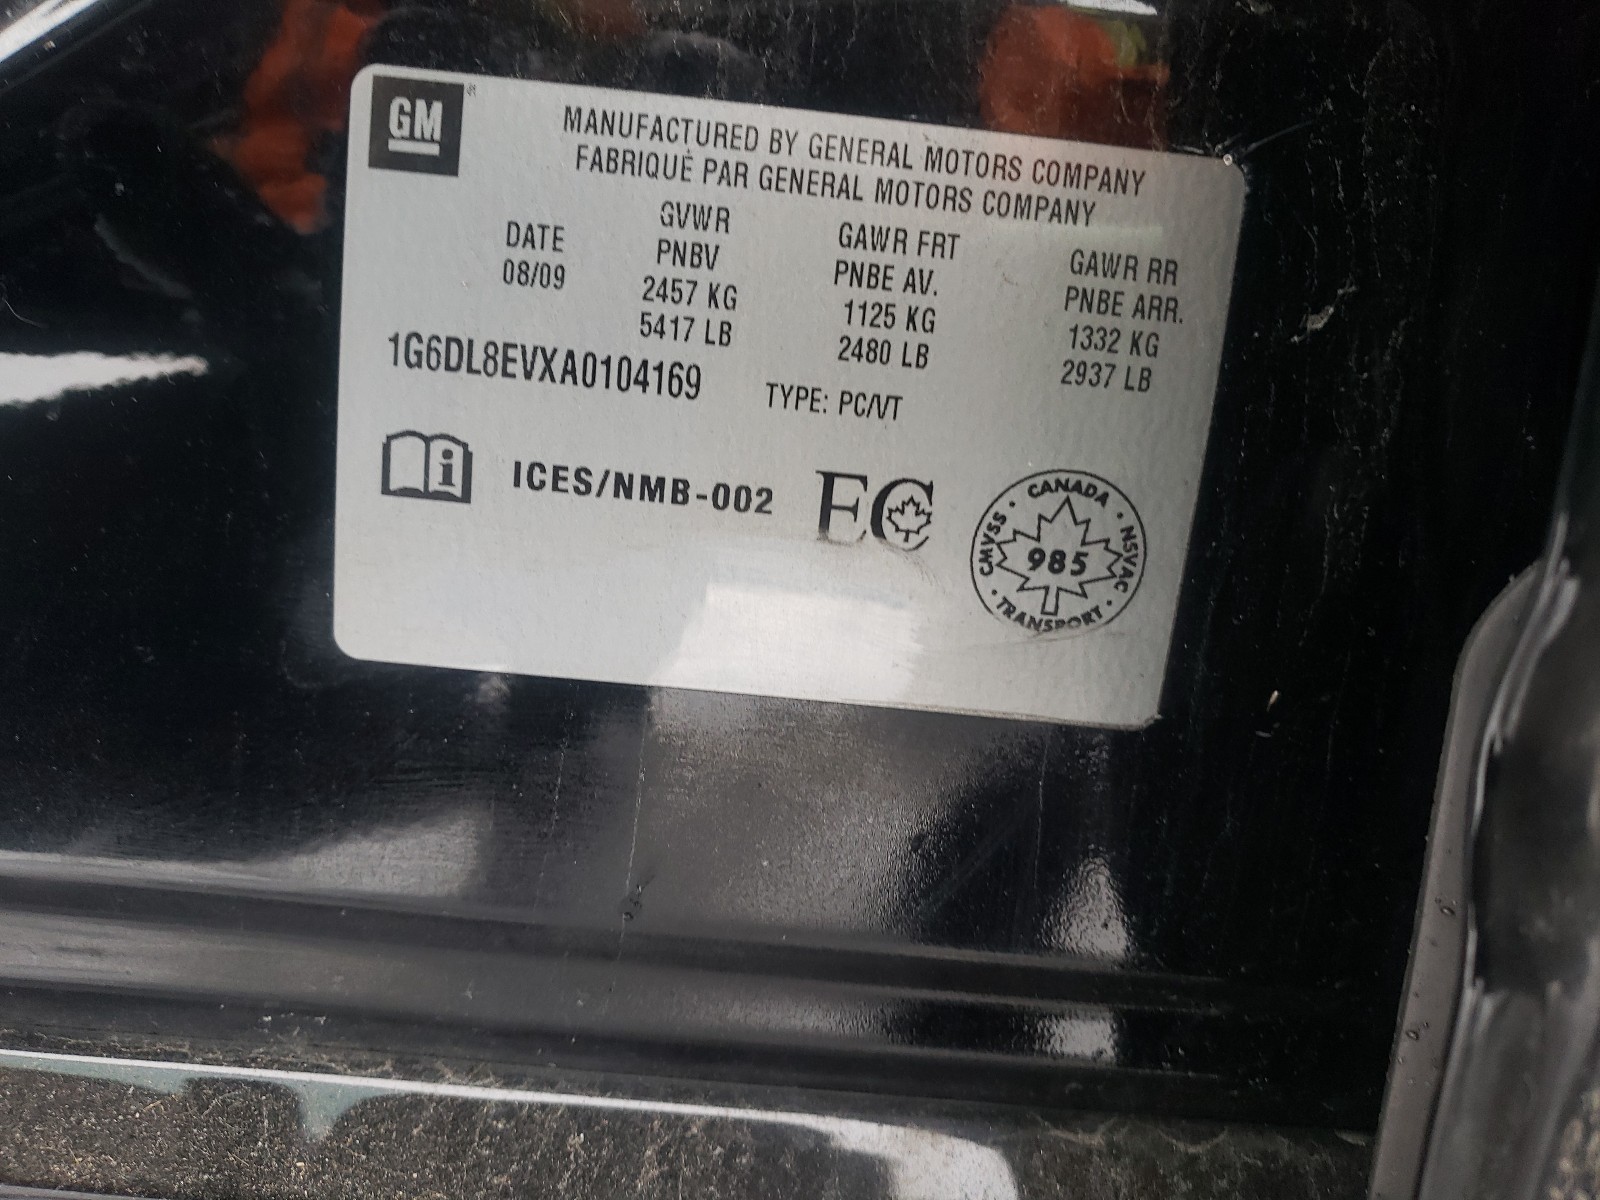 GM
MANUFACTURED BY GENERAL MOTORS COMPANY
FABRIQUÉ PAR GENERAL MOTORS COMPANY
DATE GVWR GAWR FRT GAWR RR
08/09 PNBV PNBE AV. PNBE ARR.
2457 KG 1125 KG 1332 KG
5417 LB 2480 LB 2937 LB
1G6DL8EVXA0104169 TYPE: PC/VT
i ICES/NMB-002 EC
CANADA
CMVSS · 985 · NSVAC
TRANSPORT